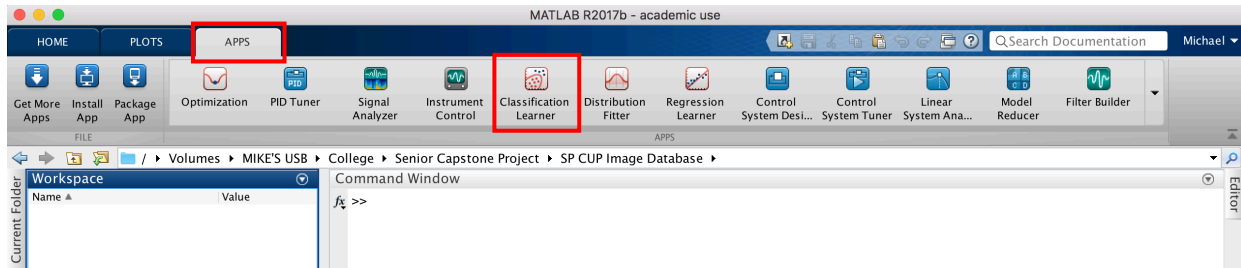 MATLAB R2017b - academic use
HOME PLOTS APPS Search Documentation Michael
Get More Apps Install App Package App Optimization PID Tuner Signal Analyzer Instrument Control Classification Learner Distribution Fitter Regression Learner Control System Desi... Control System Tuner Linear System Ana... Model Reducer Filter Builder
FILE APPS
/ Volumes MIKE'S USB College Senior Capstone Project SP CUP Image Database
Current Folder
Workspace
Name Value
Command Window
fx >>
Editor